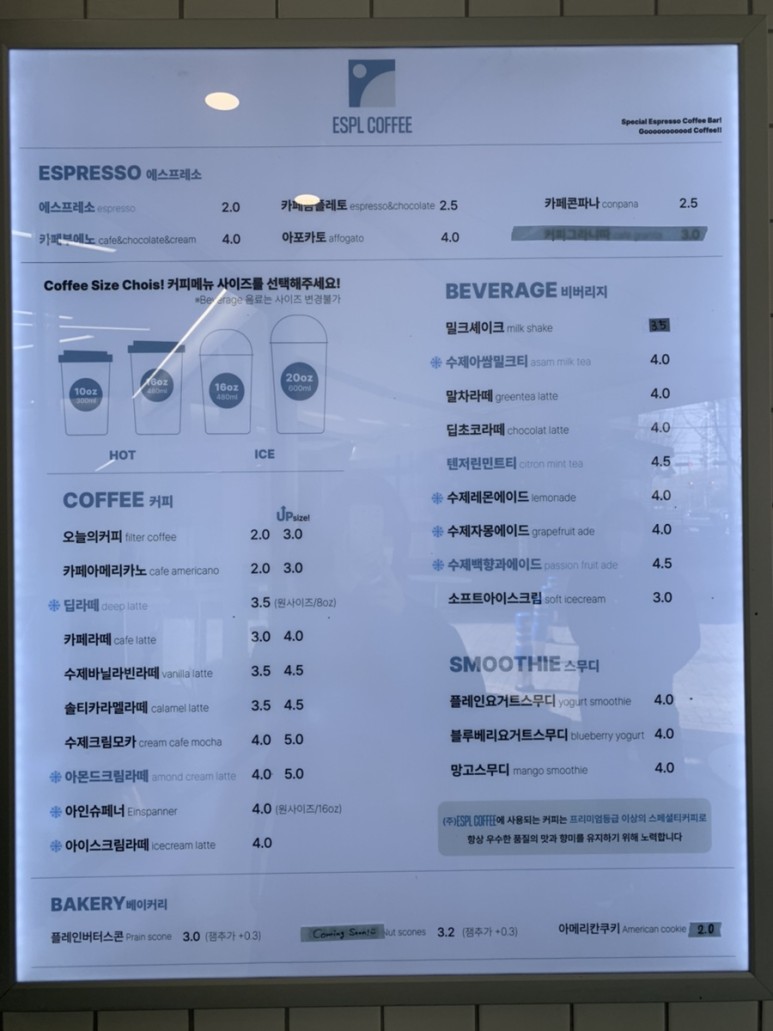 ESPL COFFEE
Special Espresso Coffee Bar!
Gooooooooood Coffee!!
ESPRESSO 에스프레소
에스프레소 espresso 2.0
espresso&chocolate 2.5
카페콘파나 conpana 2.5
카페부에노 cafe&chocolate&cream 4.0
아포카토 affogato 4.0
3.0
Coffee Size Chois! 커피메뉴 사이즈를 선택해주세요!
*Beverage 음료는 사이즈 변경불가
10oz
300ml
16oz
480ml
16oz
480ml
20oz
600ml
HOT
ICE
COFFEE 커피
UPsize!
오늘의커피 filter coffee 2.0 3.0
카페아메리카노 cafe americano 2.0 3.0
딥라떼 deep latte 3.5 (원사이즈/8oz)
카페라떼 cafe latte 3.0 4.0
수제바닐라빈라떼 vanilla latte 3.5 4.5
솔티카라멜라떼 calamel latte 3.5 4.5
수제크림모카 cream cafe mocha 4.0 5.0
아몬드크림라떼 amond cream latte 4.0 5.0
아인슈페너 Einspanner 4.0 (원사이즈/16oz)
아이스크림라떼 icecream latte 4.0
BEVERAGE 비버리지
밀크셰이크 milk shake 3.5
수제아쌈밀크티 asam milk tea 4.0
말차라떼 greentea latte 4.0
딥초코라떼 chocolat latte 4.0
텐저린민트티 citron mint tea 4.5
수제레몬에이드 lemonade 4.0
수제자몽에이드 grapefruit ade 4.0
수제백향과에이드 passion fruit ade 4.5
소프트아이스크림 soft icecream 3.0
SMOOTHIE 스무디
플레인요거트스무디 yogurt smoothie 4.0
블루베리요거트스무디 blueberry yogurt 4.0
망고스무디 mango smoothie 4.0
(주)ESPL COFFEE에 사용되는 커피는 프리미엄등급 이상의 스페셜티커피로
항상 우수한 품질의 맛과 향미를 유지하기 위해 노력합니다
BAKERY 베이커리
플레인버터스콘 Prain scone 3.0 (잼추가 +0.3)
Coming Soon! Nut scones 3.2 (잼추가 +0.3)
아메리칸쿠키 American cookie 2.0